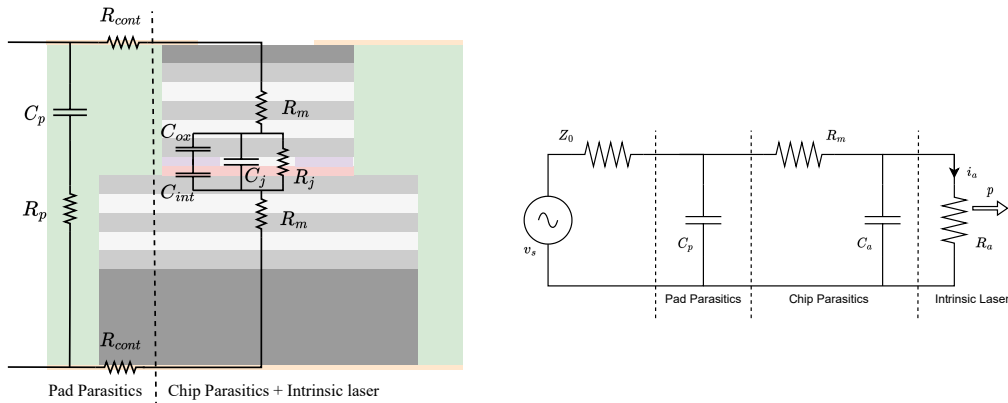 R_cont
R_m
C_p
C_ox
C_j
R_j
C_int
R_p
R_m
R_cont
Pad Parasitics
Chip Parasitics + Intrinsic laser
Z_0
R_m
i_a
p
v_s
C_p
C_a
R_a
Pad Parasitics
Chip Parasitics
Intrinsic Laser